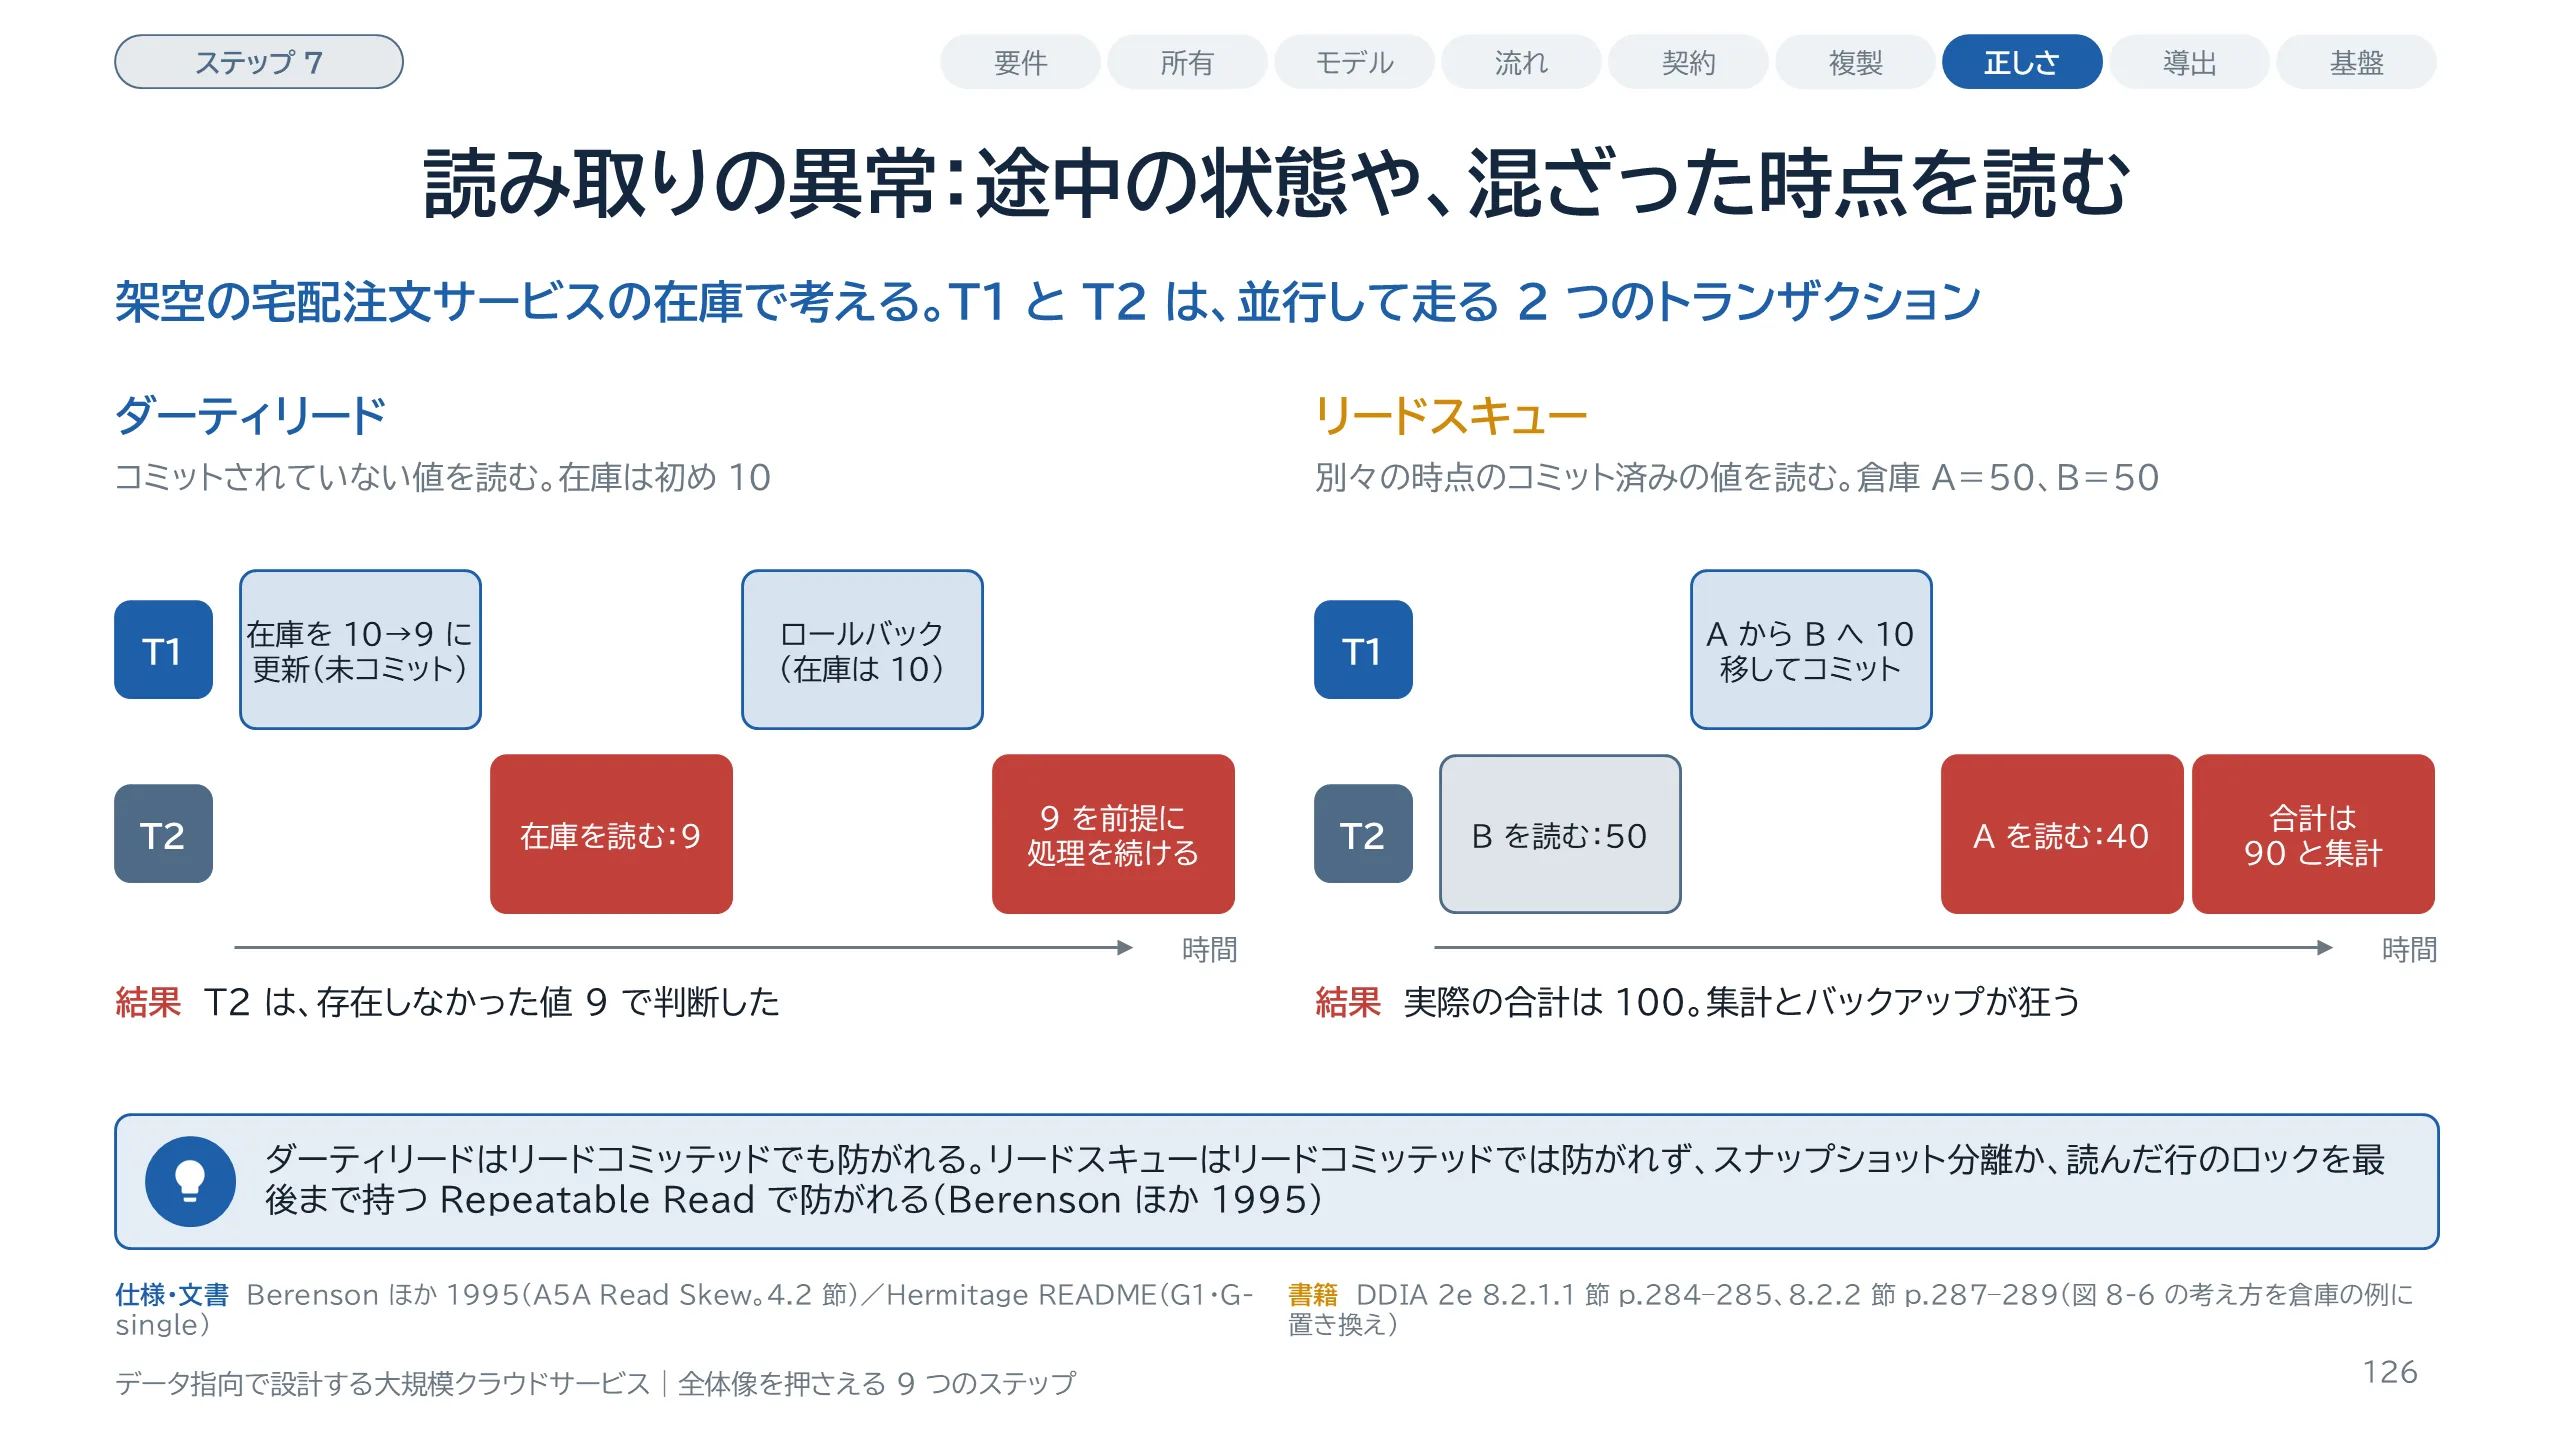 ステップ 7
要件
所有
モデル
流れ
契約
複製
正しさ
導出
基盤
読み取りの異常：途中の状態や、混ざった時点を読む
架空の宅配注文サービスの在庫で考える。T1 と T2 は、並行して走る 2 つのトランザクション
ダーティリード
コミットされていない値を読む。在庫は初め 10
T1
在庫を 10→9 に
更新（未コミット）
ロールバック
（在庫は 10）
T2
在庫を読む：9
9 を前提に
処理を続ける
時間
結果 T2 は、存在しなかった値 9 で判断した
リードスキュー
別々の時点のコミット済みの値を読む。倉庫 A＝50、B＝50
T1
A から B へ 10
移してコミット
T2
B を読む：50
A を読む：40
合計は
90 と集計
時間
結果 実際の合計は 100。集計とバックアップが狂う
ダーティリードはリードコミッテッドでも防がれる。リードスキューはリードコミッテッドでは防がれず、スナップショット分離か、読んだ行のロックを最
後まで持つ Repeatable Read で防がれる（Berenson ほか 1995）
仕様・文書 Berenson ほか 1995（A5A Read Skew。4.2 節）／Hermitage README（G1・G-
single）
書籍 DDIA 2e 8.2.1.1 節 p.284–285、8.2.2 節 p.287–289（図 8-6 の考え方を倉庫の例に
置き換え）
データ指向で設計する大規模クラウドサービス｜全体像を押さえる 9 つのステップ
126